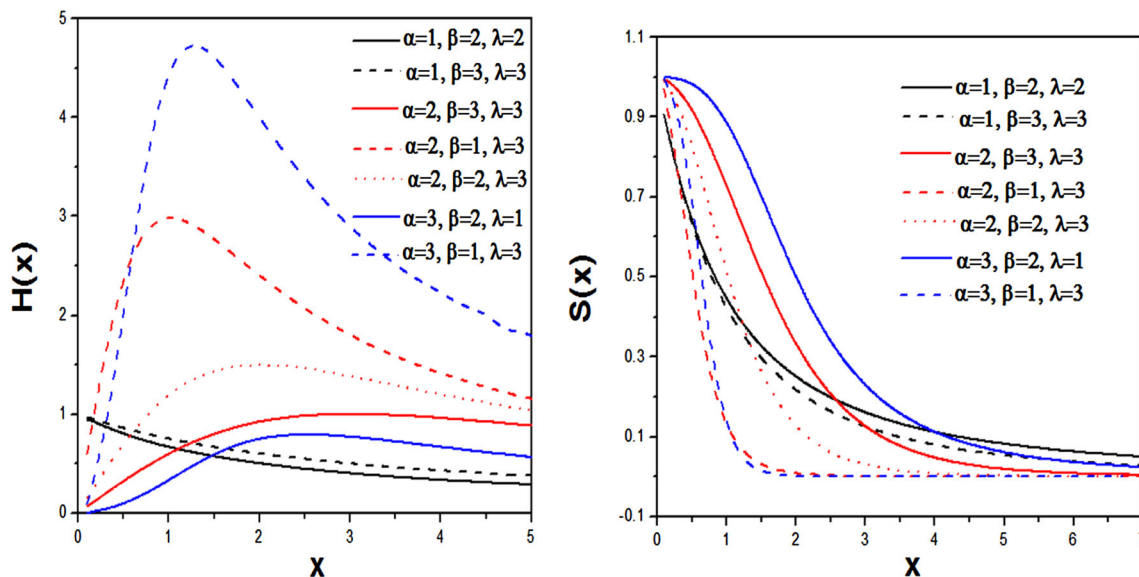 5
4
3
2
1
0
H(x)
0 1 2 3 4 5
X
α=1, β=2, λ=2
α=1, β=3, λ=3
α=2, β=3, λ=3
α=2, β=1, λ=3
α=2, β=2, λ=3
α=3, β=2, λ=1
α=3, β=1, λ=3
1.1
0.9
0.7
0.5
0.3
0.1
-0.1
S(x)
0 1 2 3 4 5 6
X
α=1, β=2, λ=2
α=1, β=3, λ=3
α=2, β=3, λ=3
α=2, β=1, λ=3
α=2, β=2, λ=3
α=3, β=2, λ=1
α=3, β=1, λ=3